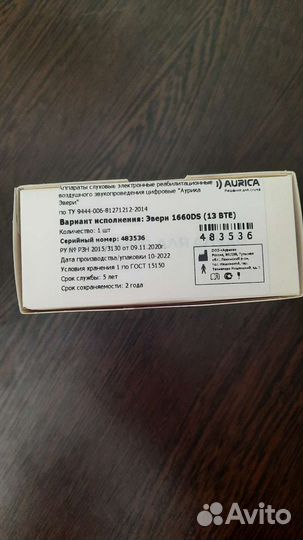 Аппараты слуховые электронные реабилитационные
воздушного звукопроведения цифровые "Аурика
Эвери"
по ТУ 9444-006-81271212-2014
Вариант исполнения: Эвери 1660DS (13 BTE)
Количество: 1 шт
Серийный номер: 483536
РУ № РЗН 2015/3130 от 09.11.2020г.
Дата производства/упаковки 10-2022
Условия хранения 1 по ГОСТ 15150
Срок службы: 5 лет
Срок сохраняемости: 2 года
AURICA
483536
ООО «Аурика»
Avito